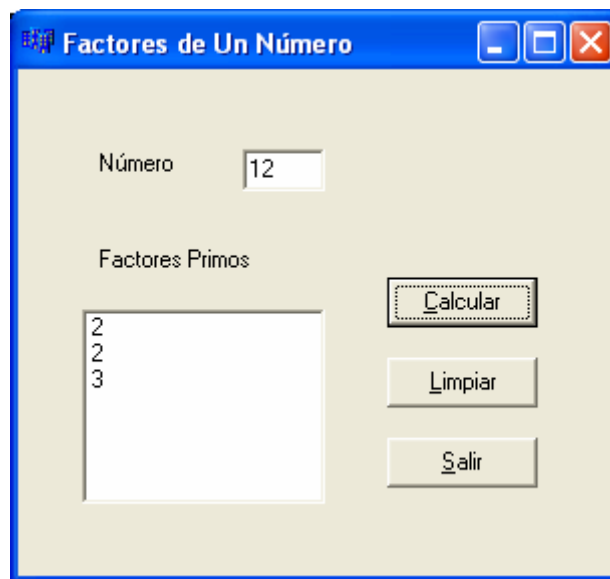 Factores de Un Número
Número
12
Factores Primos
2
2
3
Calcular
Limpiar
Salir